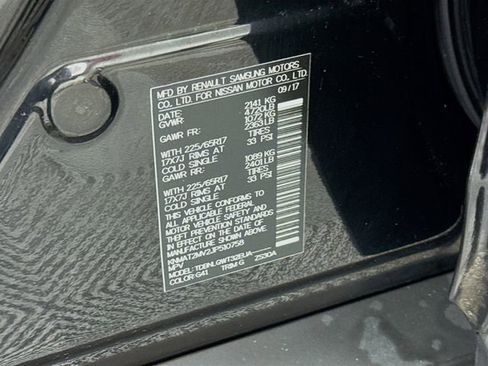 MFD BY RENAULT SAMSUNG MOTORS
CO., LTD. FOR NISSAN MOTOR CO., LTD.
DATE: 09/17
GVWR: 2141 KG
4720LB
GAWR FR: 1072 KG
2363LB
WITH 225/65R17 TIRES
17X7J RIMS AT 33 PSI
COLD SINGLE
GAWR RR: 1089 KG
2401LB
WITH 225/65R17 TIRES
17X7J RIMS AT 33 PSI
COLD SINGLE
THIS VEHICLE CONFORMS TO
ALL APPLICABLE FEDERAL
MOTOR VEHICLE SAFETY AND
THEFT PREVENTION STANDARDS
IN EFFECT ON THE DATE OF
MANUFACTURE SHOWN ABOVE.
KNMAT2MV2JP510758
MPV
COLOR:G41 TRIM:G Z530A